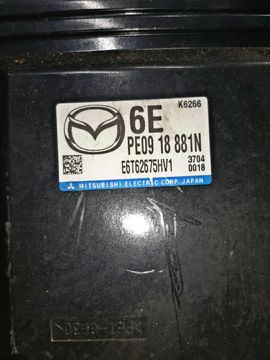 K6266
6E
PE09 18 881N
E6T62675HV1
3704
0018
MITSUBISHI ELECTRIC CORP. JAPAN